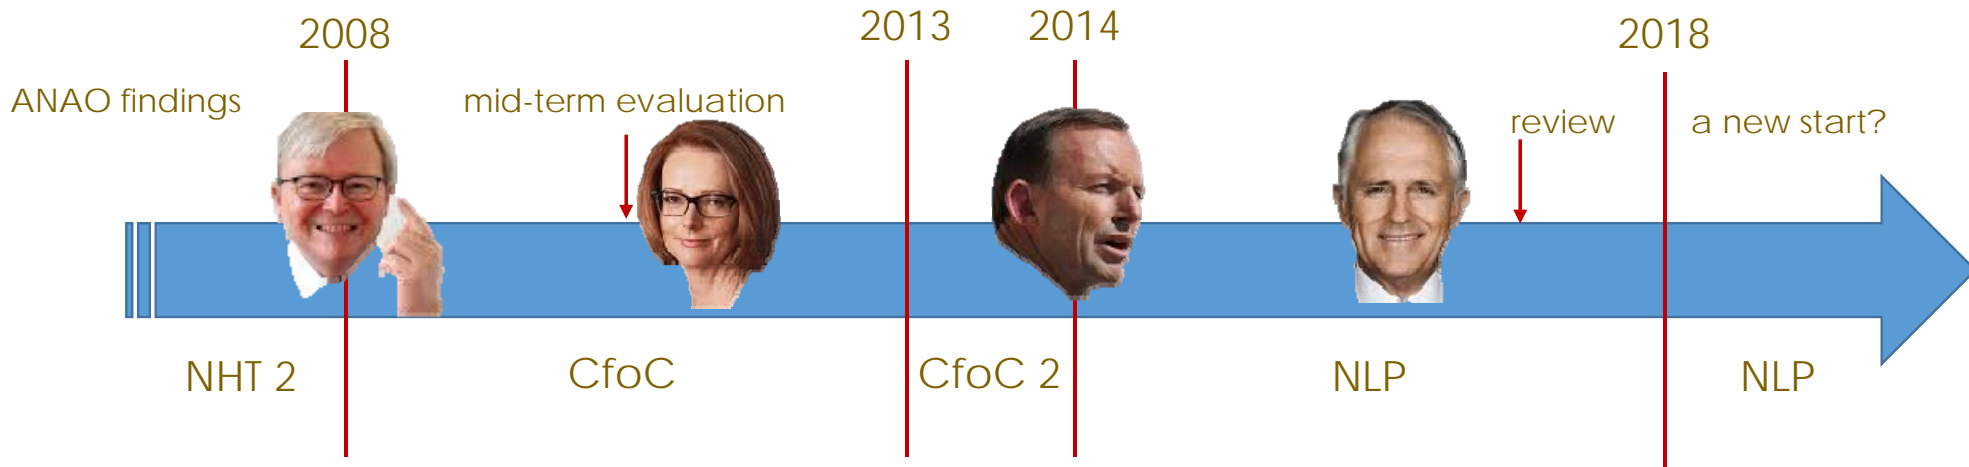 2008
2013
2014
2018
ANAO findings
mid-term evaluation
review
a new start?
NHT 2
CfoC
CfoC 2
NLP
NLP